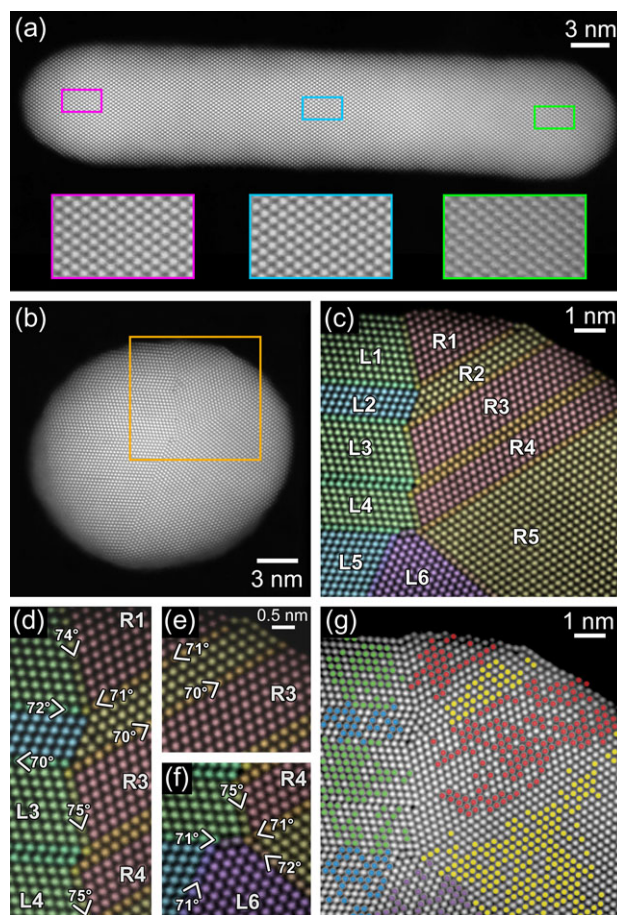 (a)
3 nm
(b)
3 nm
(c)
1 nm
L1
R1
R2
L2
R3
L3
R4
L4
R5
L5
L6
(d)
R1
74°
72°
71°
70°
70°
R3
L3
75°
R4
75°
L4
(e)
0.5 nm
71°
70°
R3
(f)
R4
75°
71°
71°
72°
71°
L6
(g)
1 nm